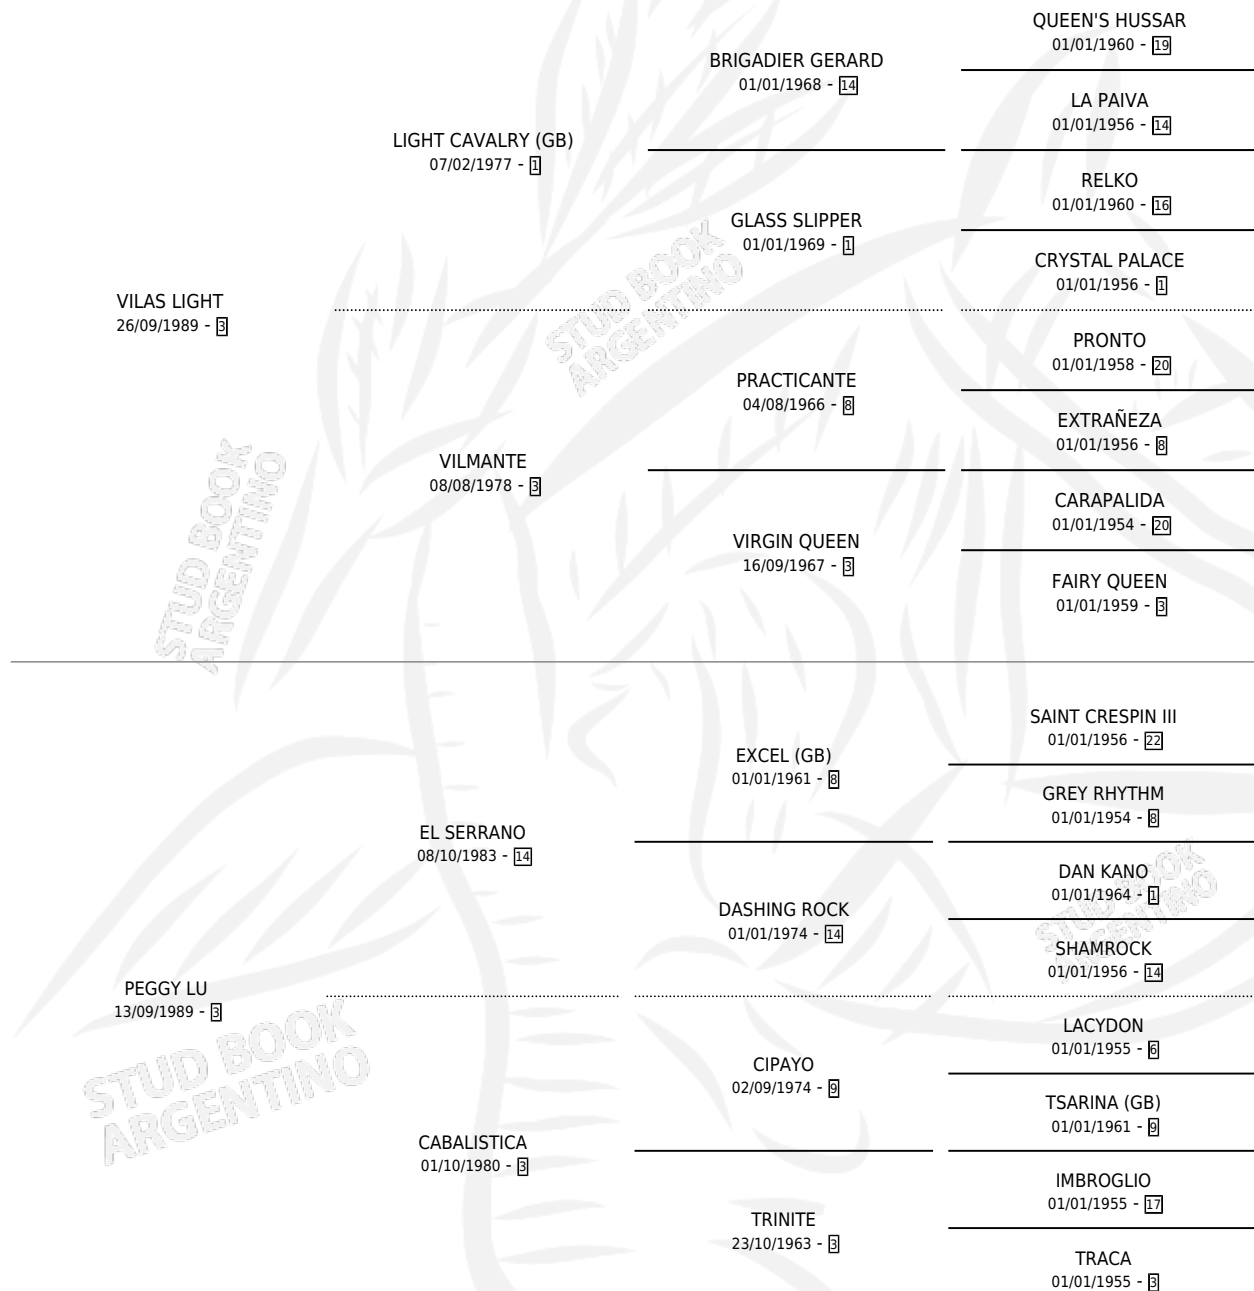 QUEEN'S HUSSAR
01/01/1960 - 19
BRIGADIER GERARD
01/01/1968 - 14
LA PAIVA
01/01/1956 - 14
LIGHT CAVALRY (GB)
07/02/1977 - 1
RELKO
01/01/1960 - 16
GLASS SLIPPER
01/01/1969 - 1
CRYSTAL PALACE
01/01/1956 - 1
VILAS LIGHT
26/09/1989 - 3
STUD BOOK
ARGENTINO
PRONTO
01/01/1958 - 20
PRACTICANTE
04/08/1966 - 8
EXTRAÑEZA
01/01/1956 - 8
VILMANTE
08/08/1978 - 3
CARAPALIDA
01/01/1954 - 20
VIRGIN QUEEN
16/09/1967 - 3
FAIRY QUEEN
01/01/1959 - 3
STUD BOOK
ARGENTINO
SAINT CRESPIN III
01/01/1956 - 22
EXCEL (GB)
01/01/1961 - 8
GREY RHYTHM
01/01/1954 - 8
EL SERRANO
08/10/1983 - 14
DAN KANO
01/01/1964 - 1
DASHING ROCK
01/01/1974 - 14
SHAMROCK
01/01/1956 - 14
STUD BOOK
ARGENTINO
PEGGY LU
13/09/1989 - 3
LACYDON
01/01/1955 - 6
CIPAYO
02/09/1974 - 9
TSARINA (GB)
01/01/1961 - 9
STUD BOOK
ARGENTINO
CABALISTICA
01/10/1980 - 3
IMBROGLIO
01/01/1955 - 17
TRINITE
23/10/1963 - 3
TRACA
01/01/1955 - 3